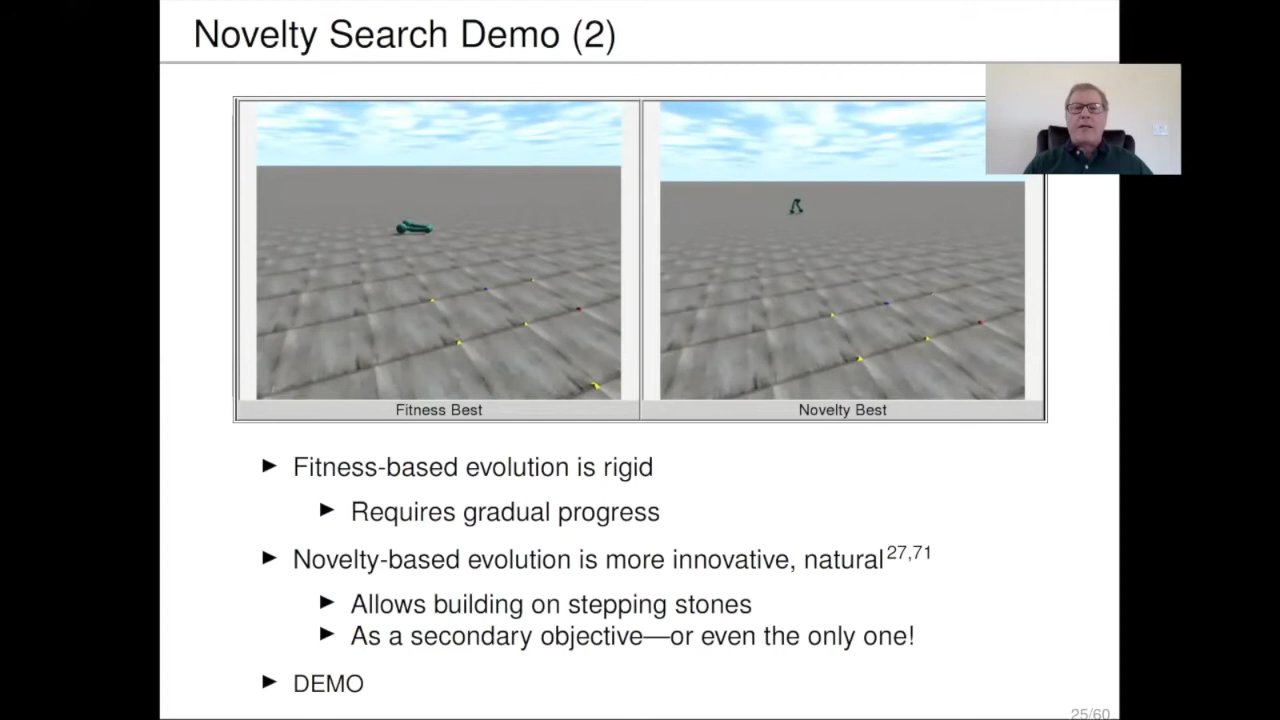 Novelty Search Demo (2)
Fitness Best
Novelty Best
► Fitness-based evolution is rigid
► Requires gradual progress
► Novelty-based evolution is more innovative, natural27,71
► Allows building on stepping stones
► As a secondary objective—or even the only one!
► DEMO
25/60